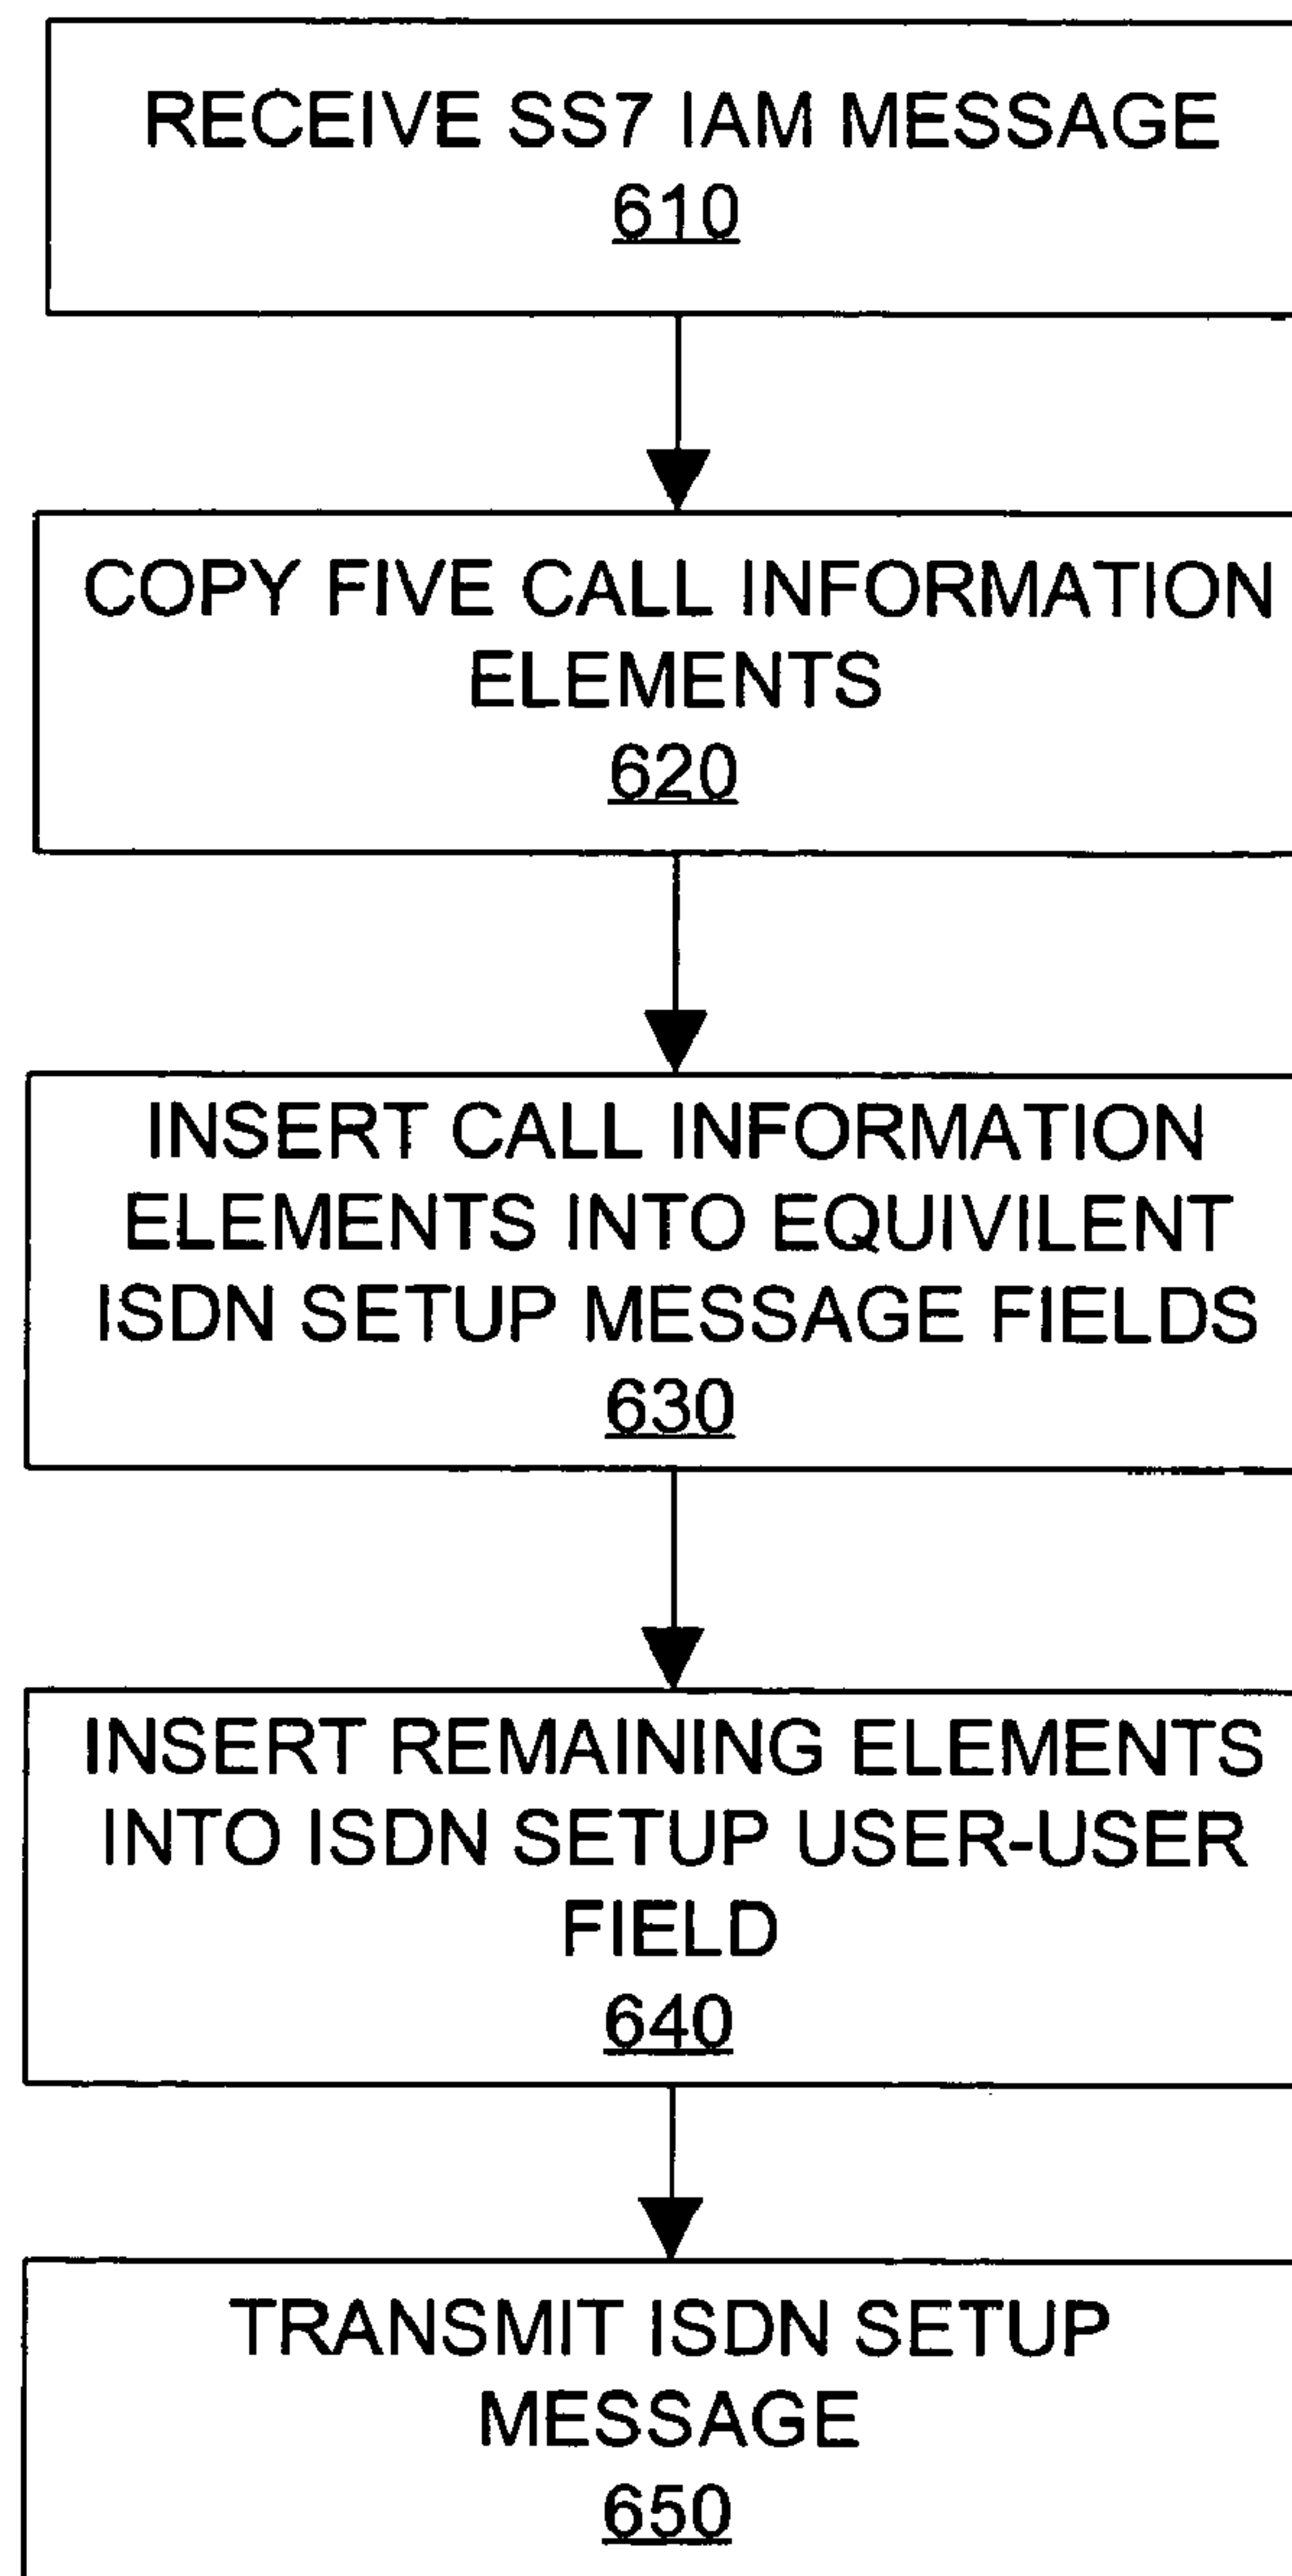 RECEIVE SS7 IAM MESSAGE
610
COPY FIVE CALL INFORMATION
ELEMENTS
620
INSERT CALL INFORMATION
ELEMENTS INTO EQUIVILENT
ISDN SETUP MESSAGE FIELDS
630
INSERT REMAINING ELEMENTS
INTO ISDN SETUP USER-USER
FIELD
640
TRANSMIT ISDN SETUP
MESSAGE
650